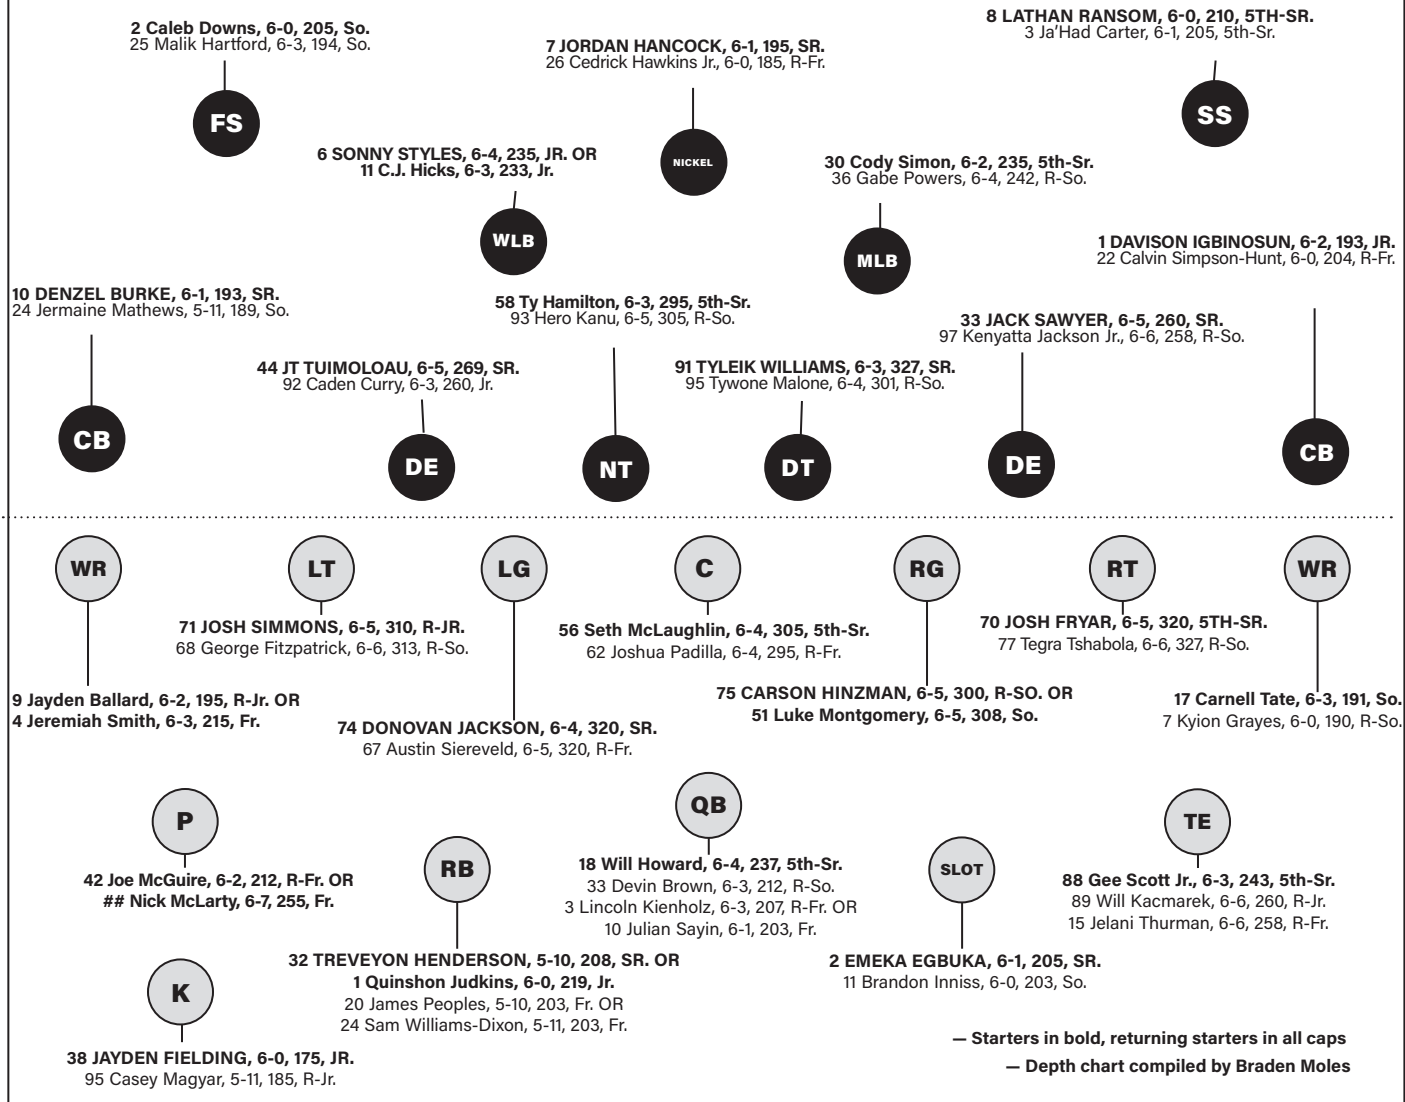 2 Caleb Downs, 6-0, 205, So.
25 Malik Hartford, 6-3, 194, So.
FS
7 JORDAN HANCOCK, 6-1, 195, SR.
26 Cedrick Hawkins Jr., 6-0, 185, R-Fr.
NICKEL
8 LATHAN RANSOM, 6-0, 210, 5TH-SR.
3 Ja'Had Carter, 6-1, 205, 5th-Sr.
SS
6 SONNY STYLES, 6-4, 235, JR. OR
11 C.J. Hicks, 6-3, 233, Jr.
WLB
30 Cody Simon, 6-2, 235, 5th-Sr.
36 Gabe Powers, 6-4, 242, R-So.
MLB
10 DENZEL BURKE, 6-1, 193, SR.
24 Jermaine Mathews, 5-11, 189, So.
CB
44 JT TUIMOLOAU, 6-5, 269, SR.
92 Caden Curry, 6-3, 260, Jr.
DE
58 Ty Hamilton, 6-3, 295, 5th-Sr.
93 Hero Kanu, 6-5, 305, R-So.
NT
91 TYLEIK WILLIAMS, 6-3, 327, SR.
95 Tywone Malone, 6-4, 301, R-So.
DT
33 JACK SAWYER, 6-5, 260, SR.
97 Kenyatta Jackson Jr., 6-6, 258, R-So.
DE
1 DAVISON IGBINOSUN, 6-2, 193, JR.
22 Calvin Simpson-Hunt, 6-0, 204, R-Fr.
CB
WR
9 Jayden Ballard, 6-2, 195, R-Jr. OR
4 Jeremiah Smith, 6-3, 215, Fr.
LT
71 JOSH SIMMONS, 6-5, 310, R-JR.
68 George Fitzpatrick, 6-6, 313, R-So.
LG
74 DONOVAN JACKSON, 6-4, 320, SR.
67 Austin Siereveld, 6-5, 320, R-Fr.
C
56 Seth McLaughlin, 6-4, 305, 5th-Sr.
62 Joshua Padilla, 6-4, 295, R-Fr.
RG
75 CARSON HINZMAN, 6-5, 300, R-SO. OR
51 Luke Montgomery, 6-5, 308, So.
RT
70 JOSH FRYAR, 6-5, 320, 5TH-SR.
77 Tegra Tshabola, 6-6, 327, R-So.
WR
17 Carnell Tate, 6-3, 191, So.
7 Kyion Grayes, 6-0, 190, R-So.
P
42 Joe McGuire, 6-2, 212, R-Fr. OR
## Nick McLarty, 6-7, 255, Fr.
RB
32 TREVEYON HENDERSON, 5-10, 208, SR. OR
1 Quinshon Judkins, 6-0, 219, Jr.
20 James Peoples, 5-10, 203, Fr. OR
24 Sam Williams-Dixon, 5-11, 203, Fr.
QB
18 Will Howard, 6-4, 237, 5th-Sr.
33 Devin Brown, 6-3, 212, R-So.
3 Lincoln Kienholz, 6-3, 207, R-Fr. OR
10 Julian Sayin, 6-1, 203, Fr.
SLOT
2 EMEKA EGBUKA, 6-1, 205, SR.
11 Brandon Inniss, 6-0, 203, So.
TE
88 Gee Scott Jr., 6-3, 243, 5th-Sr.
89 Will Kacmarek, 6-6, 260, R-Jr.
15 Jelani Thurman, 6-6, 258, R-Fr.
K
38 JAYDEN FIELDING, 6-0, 175, JR.
95 Casey Magyar, 5-11, 185, R-Jr.
— Starters in bold, returning starters in all caps
— Depth chart compiled by Braden Moles